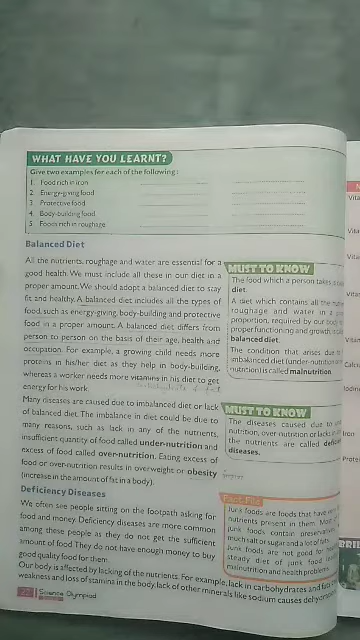 WHAT HAVE YOU LEARNT?
Give two examples for each of the following :
1. Food rich in iron
2. Energy-giving food
3. Protective food
4. Body-building food
5. Foods rich in roughage
Balanced Diet
All the nutrients, roughage and water are essential for a
good health. We must include all these in our diet in a
proper amount. We should adopt a balanced diet to stay
fit and healthy. A balanced diet includes all the types of
food, such as energy-giving, body-building and protective
food in a proper amount. A balanced diet differs from
person to person on the basis of their age, health and
occupation. For example, a growing child needs more
proteins in his/her diet as they help in body-building,
whereas a worker needs more vitamins in his diet to get
energy for his work.
Many diseases are caused due to imbalanced diet or lack
of balanced diet. The imbalance in diet could be due to
many reasons, such as lack in any of the nutrients,
insufficient quantity of food called under-nutrition and
excess of food called over-nutrition. Eating excess of
food or over-nutrition results in overweight or obesity
(increase in the amount of fat in a body).
Deficiency Diseases
We often see people sitting on the footpath asking for
food and money. Deficiency diseases are more common
among these people as they do not get the sufficient
amount of food. They do not have enough money to buy
good quality food for them.
Our body is affected by lacking of the nutrients. For example, lack in carbohydrates and fats
weakness and loss of stamina in the body, lack of other minerals like sodium causes dehydration
MUST TO KNOW
The food which a person takes is
diet.
A diet which contains all the
roughage and water in a
proportion, required by our body
proper functioning and growth,
balanced diet.
The condition that arises due to
imbalanced diet (under-nutrition
nutrition is called malnutrition.
MUST TO KNOW
The diseases caused due to
nutrition, over-nutrition or lacks
the nutrients are called
diseases.
Fact File
Junk foods are foods that have
nutrients present in them.
junk foods contain preservatives,
much salt or sugar and a lot of fats.
Junk foods are not good for
steady diet of junk food
malnutrition and health problems.
22 Science Olympiad